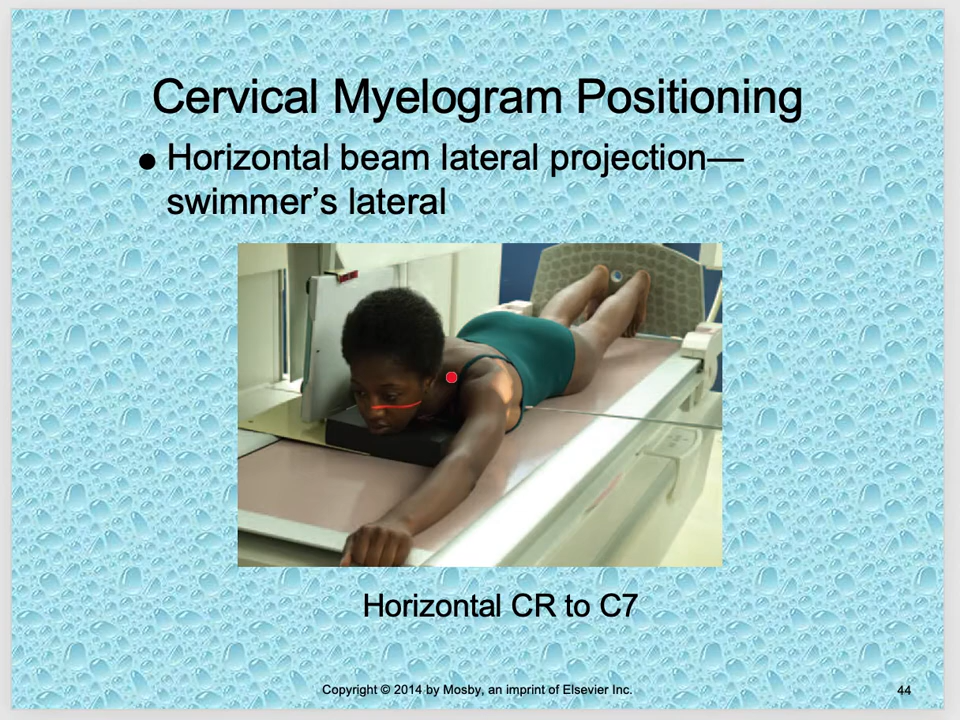 Cervical Myelogram Positioning
● Horizontal beam lateral projection—
swimmer’s lateral
Horizontal CR to C7
Copyright © 2014 by Mosby, an imprint of Elsevier Inc.
44